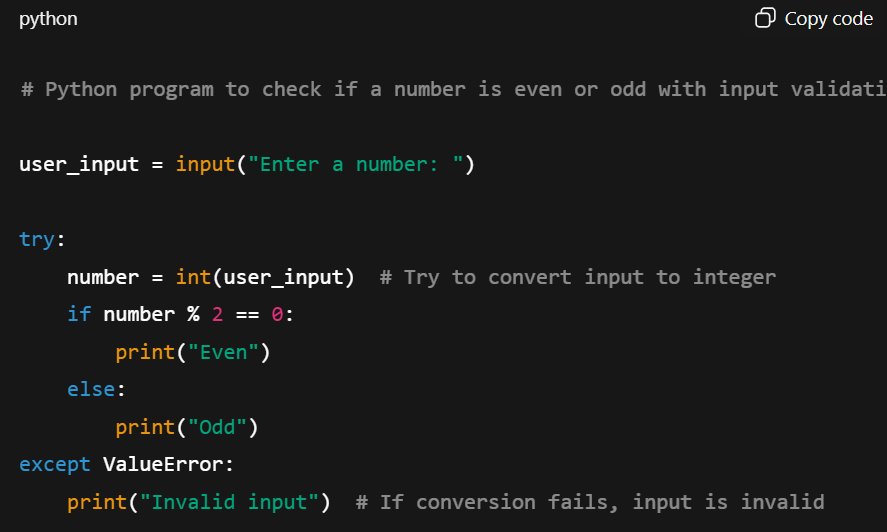 python
Copy code
# Python program to check if a number is even or odd with input validati
user_input = input("Enter a number: ")
try:
    number = int(user_input)  # Try to convert input to integer
    if number % 2 == 0:
        print("Even")
    else:
        print("Odd")
except ValueError:
    print("Invalid input")  # If conversion fails, input is invalid